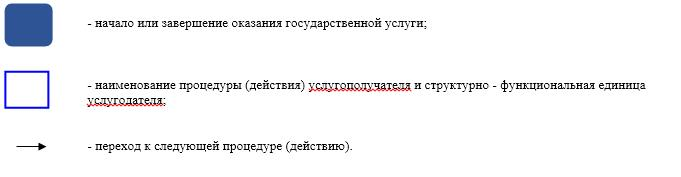 - начало или завершение оказания государственной услуги;
- наименование процедуры (действия) услугополучателя и структурно - функциональная единица
услугодателя;
- переход к следующей процедуре (действию).